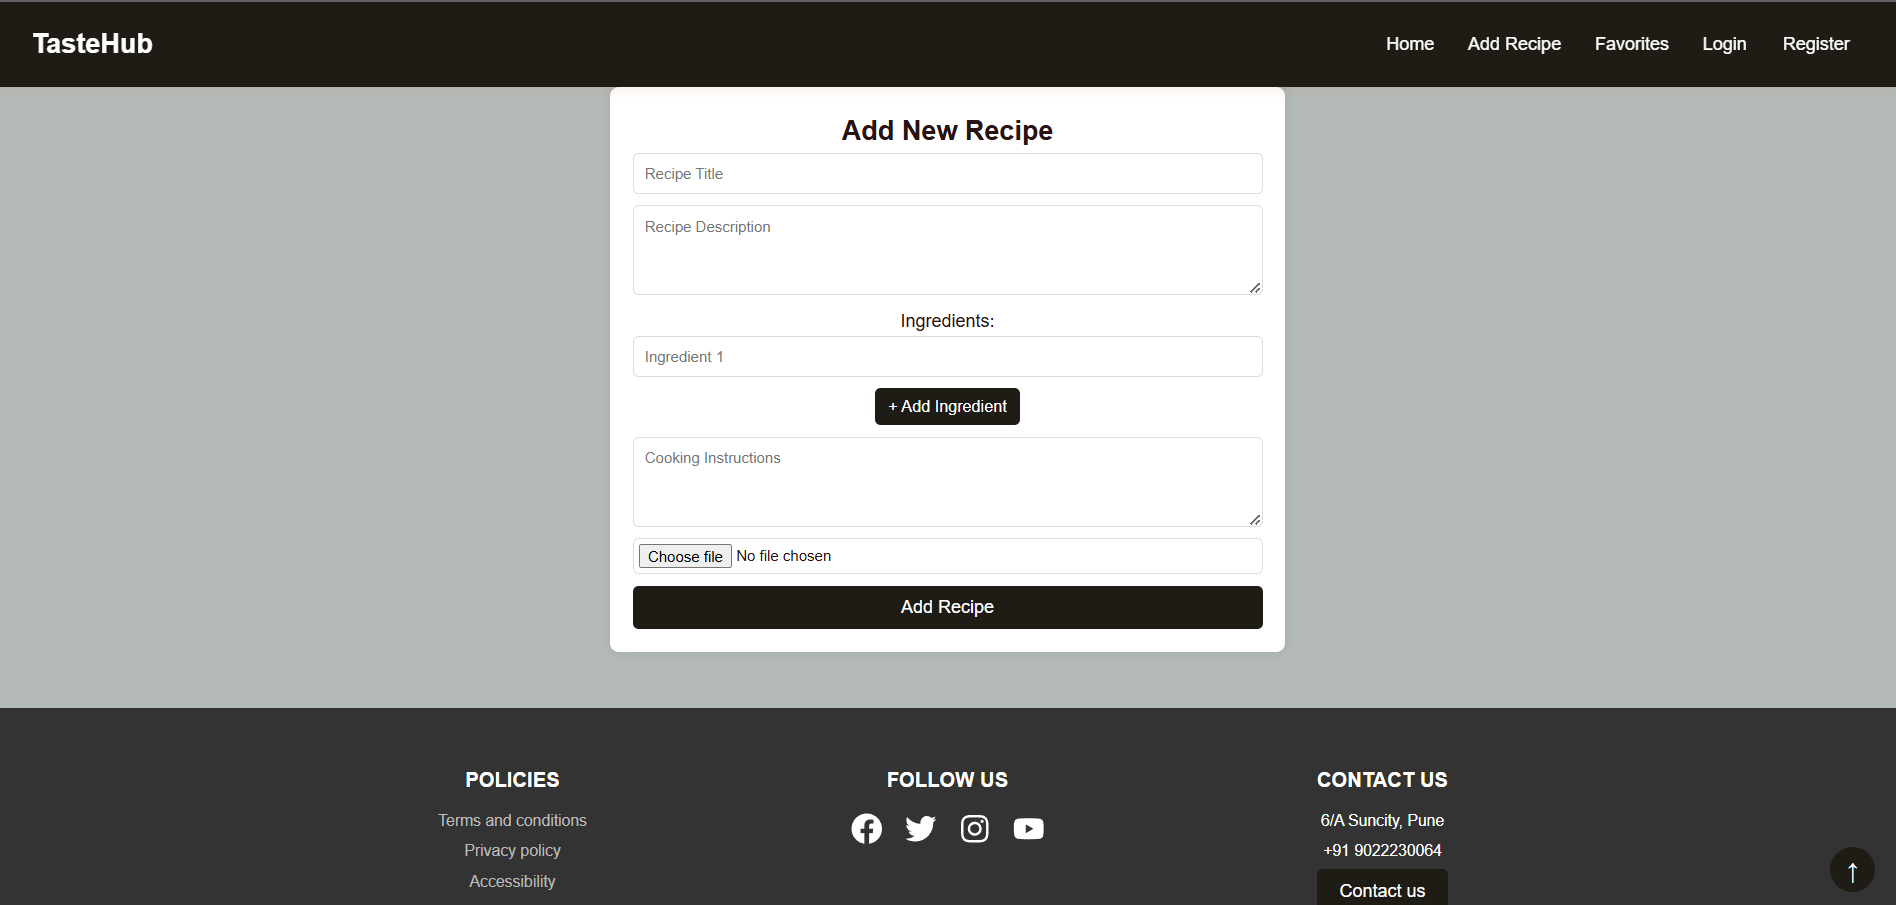 TasteHub
Home Add Recipe Favorites Login Register
Add New Recipe
Recipe Title
Recipe Description
Ingredients:
Ingredient 1
+ Add Ingredient
Cooking Instructions
Choose file No file chosen
Add Recipe
POLICIES
Terms and conditions
Privacy policy
Accessibility
FOLLOW US
CONTACT US
6/A Suncity, Pune
+91 9022230064
Contact us
↑